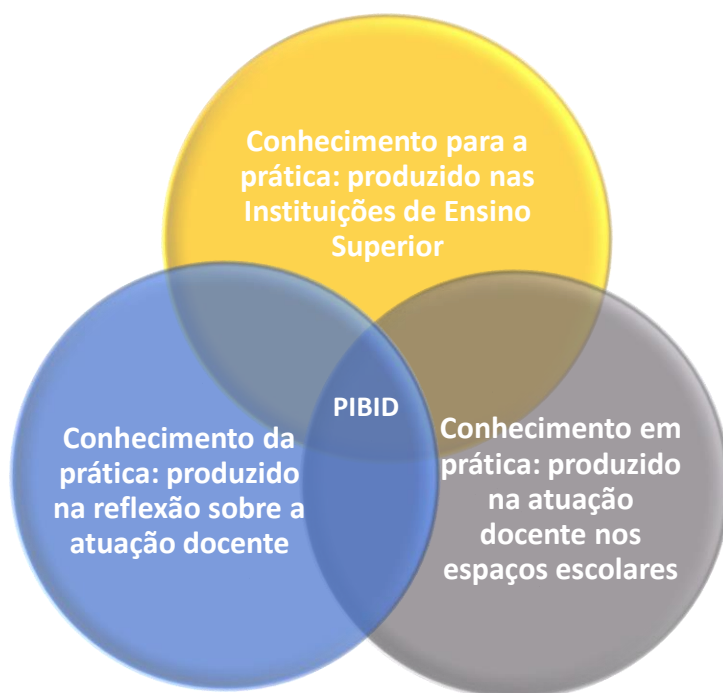 Conhecimento para a
prática: produzido nas
Instituições de Ensino
Superior
PIBID
Conhecimento da
prática: produzido
na reflexão sobre a
atuação docente
Conhecimento em
prática: produzido
na atuação
docente nos
espaços escolares